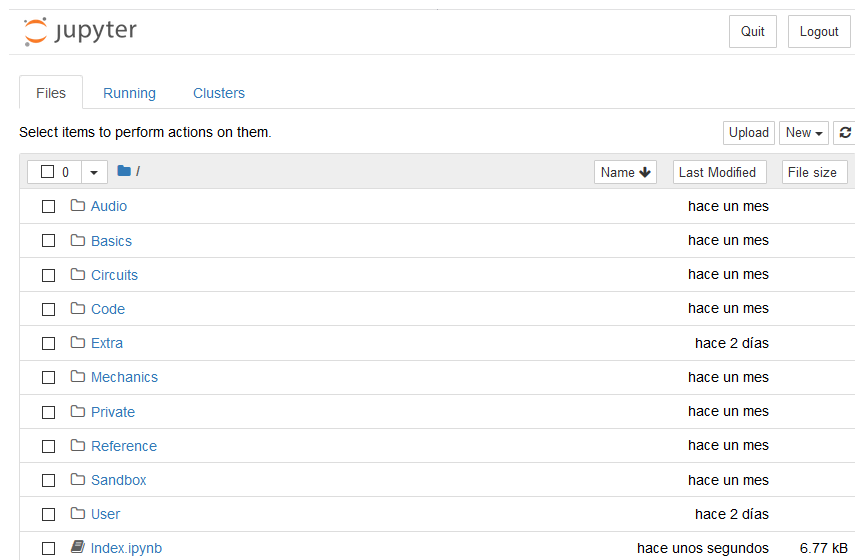 jupyter Quit Logout
Files Running Clusters
Select items to perform actions on them. Upload New
0 / Name Last Modified File size
Audio hace un mes
Basics hace un mes
Circuits hace un mes
Code hace un mes
Extra hace 2 días
Mechanics hace un mes
Private hace un mes
Reference hace un mes
Sandbox hace un mes
User hace 2 días
Index.ipynb hace unos segundos 6.77 kB